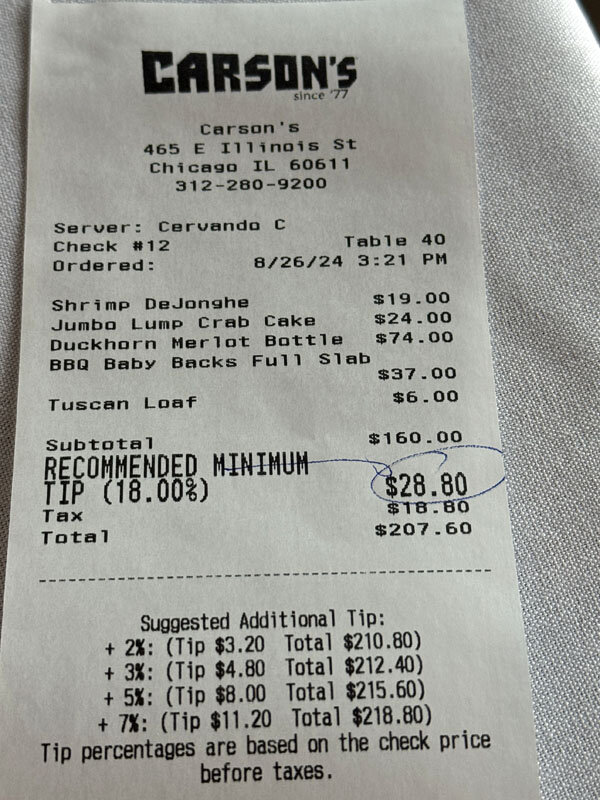 CARSON'S
since '77
Carson's
465 E Illinois St
Chicago IL 60611
312-280-9200
Server: Cervando C
Check #12 Table 40
Ordered: 8/26/24 3:21 PM
Shrimp DeJonghe $19.00
Jumbo Lump Crab Cake $24.00
Duckhorn Merlot Bottle $74.00
BBQ Baby Backs Full Slab
$37.00
Tuscan Loaf $6.00
Subtotal $160.00
RECOMMENDED MINIMUM
TIP (18.00%) $28.80
Tax $18.80
Total $207.60
Suggested Additional Tip:
+ 2%: (Tip $3.20 Total $210.80)
+ 3%: (Tip $4.80 Total $212.40)
+ 5%: (Tip $8.00 Total $215.60)
+ 7%: (Tip $11.20 Total $218.80)
Tip percentages are based on the check price
before taxes.